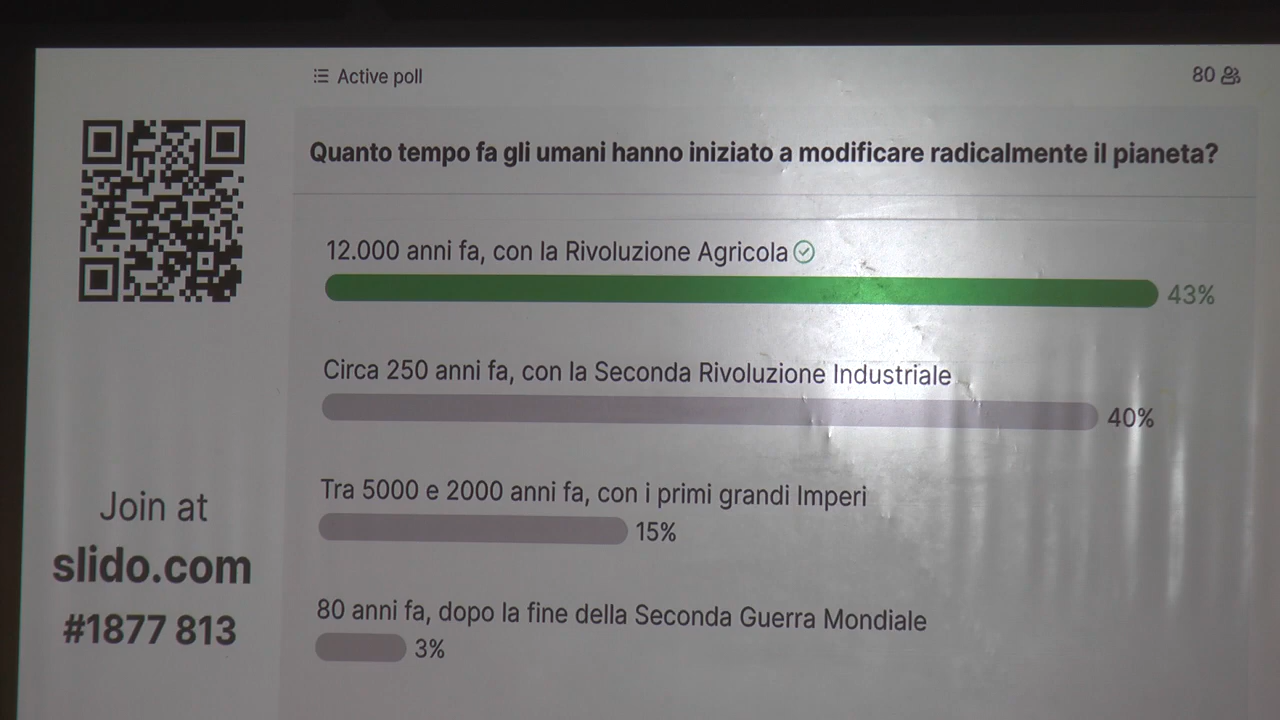 Active poll
80
Quanto tempo fa gli umani hanno iniziato a modificare radicalmente il pianeta?
12.000 anni fa, con la Rivoluzione Agricola
43%
Circa 250 anni fa, con la Seconda Rivoluzione Industriale
40%
Tra 5000 e 2000 anni fa, con i primi grandi Imperi
15%
80 anni fa, dopo la fine della Seconda Guerra Mondiale
3%
Join at
slido.com
#1877 813